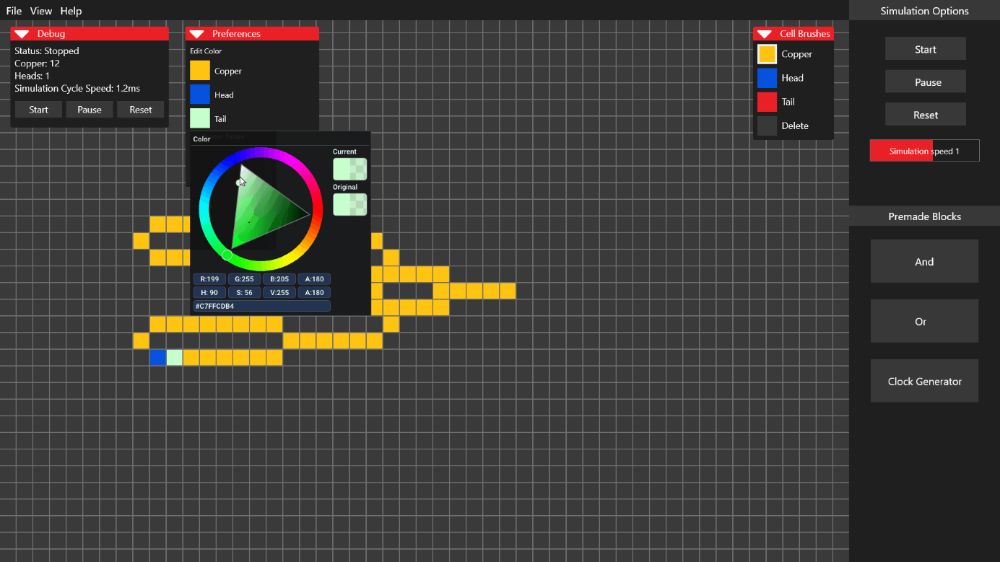 File View Help
Debug
Status: Stopped
Copper: 12
Heads: 1
Simulation Cycle Speed: 1.2ms
Start Pause Reset
Preferences
Edit Color
Copper
Head
Tail
Color
Current
Original
R:199 G:255 B:205 A:180
H: 90 S: 56 V:255 A:180
#C7FFCDB4
Cell Brushes
Copper
Head
Tail
Delete
Simulation Options
Start
Pause
Reset
Simulation speed 1
Premade Blocks
And
Or
Clock Generator